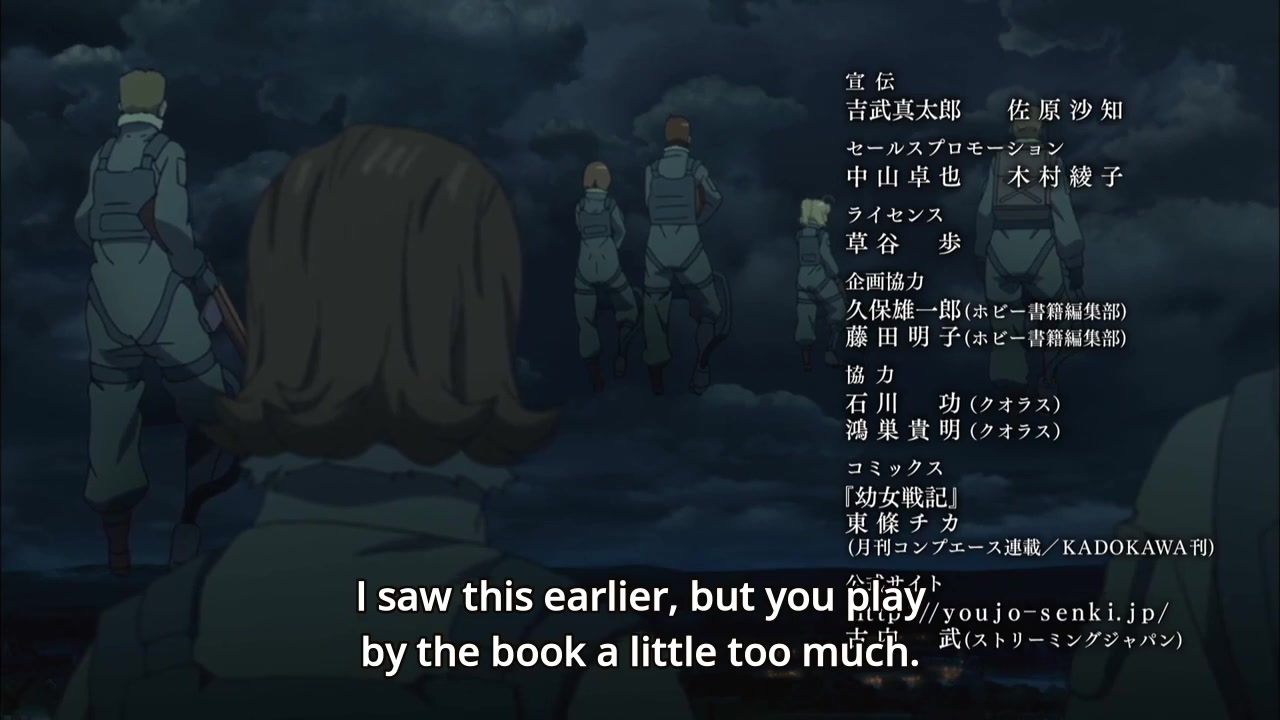 宣伝
吉武真太郎 佐原沙知
セールスプロモーション
中山卓也 木村綾子
ライセンス
草谷 歩
企画協力
久保雄一郎(ホビー書籍編集部)
藤田明子(ホビー書籍編集部)
協力
石川 功(クオラス)
鴻巣貴明(クオラス)
コミックス
『幼女戦記』
東條チカ
(月刊コンプエース連載／KADOKAWA刊)
公式サイト
http://youjo-senki.jp/
武(ストリーミングジャパン)
I saw this earlier, but you play
by the book a little too much.